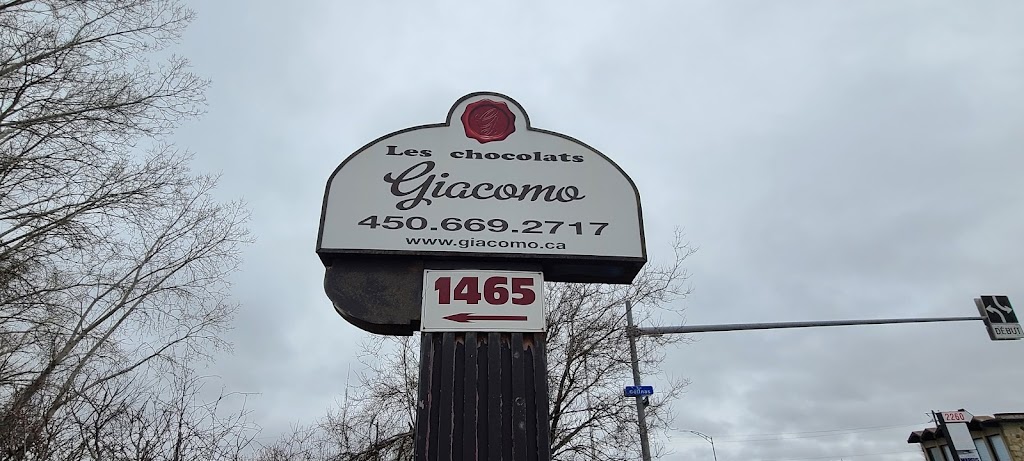 Les chocolats
Giacomo
450.669.2717
www.giacomo.ca
1465
DÉBUT
2260